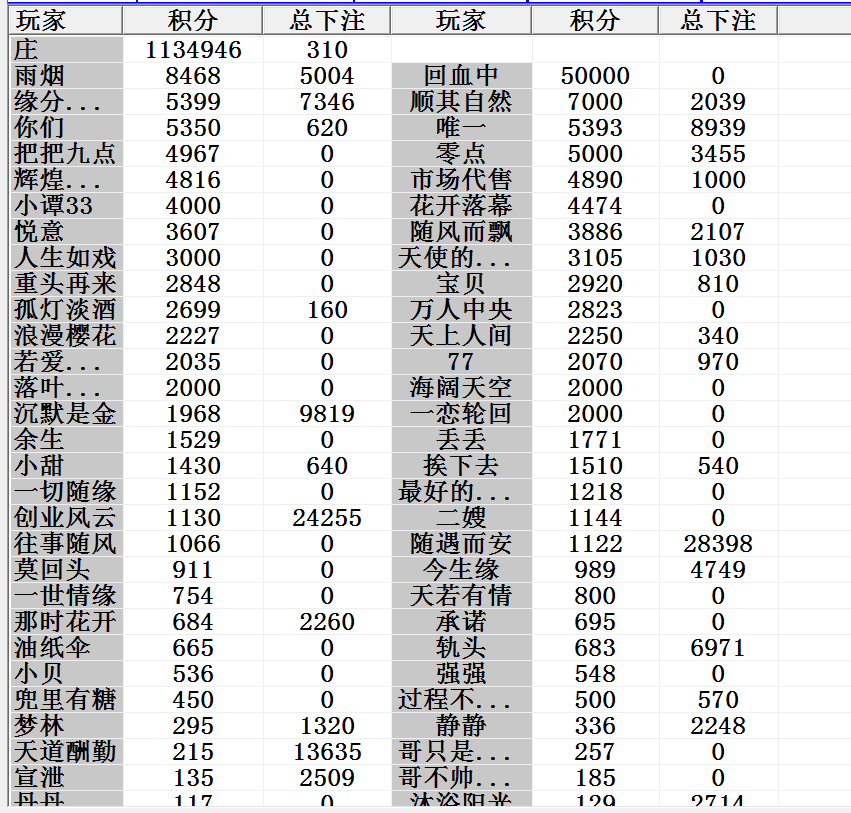 玩家 积分 总下注 玩家 积分 总下注
庄 1134946 310
雨烟 8468 5004 回血中 50000 0
缘分... 5399 7346 顺其自然 7000 2039
你们 5350 620 唯一 5393 8939
把把九点 4967 0 零点 5000 3455
辉煌... 4816 0 市场代售 4890 1000
小谭33 4000 0 花开落幕 4474 0
悦意 3607 0 随风而飘 3886 2107
人生如戏 3000 0 天使的... 3105 1030
重头再来 2848 0 宝贝 2920 810
孤灯淡酒 2699 160 万人中央 2823 0
浪漫樱花 2227 0 天上人间 2250 340
若爱... 2035 0 77 2070 970
落叶... 2000 0 海阔天空 2000 0
沉默是金 1968 9819 一恋轮回 2000 0
余生 1529 0 丢丢 1771 0
小甜 1430 640 挨下去 1510 540
一切随缘 1152 0 最好的... 1218 0
创业风云 1130 24255 二嫂 1144 0
往事随风 1066 0 随遇而安 1122 28398
莫回头 911 0 今生缘 989 4749
一世情缘 754 0 天若有情 800 0
那时花开 684 2260 承诺 695 0
油纸伞 665 0 轨头 683 6971
小贝 536 0 强强 548 0
兜里有糖 450 0 过程不... 500 570
梦林 295 1320 静静 336 2248
天道酬勤 215 13635 哥只是... 257 0
宣泄 135 2509 哥不帅... 185 0
丹丹 117 0 沐浴阳光 129 2714